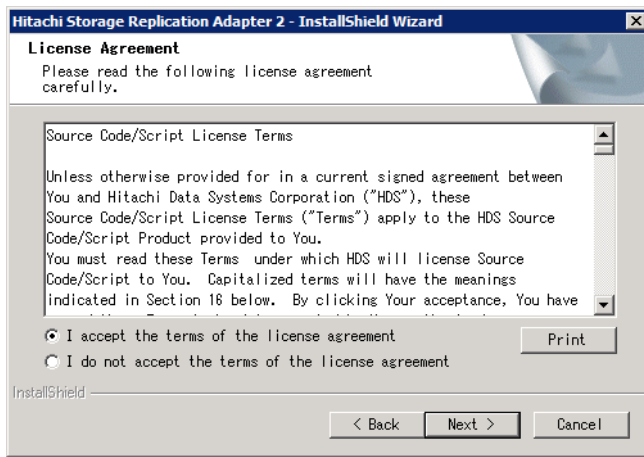 Hitachi Storage Replication Adapter 2 - InstallShield Wizard
License Agreement
Please read the following license agreement
carefully.
Source Code/Script License Terms
Unless otherwise provided for in a current signed agreement between
You and Hitachi Data Systems Corporation ("HDS"), these
Source Code/Script License Terms ("Terms") apply to the HDS Source
Code/Script Product provided to You.
You must read these Terms  under which HDS will license Source
Code/Script to You.  Capitalized terms will have the meanings
indicated in Section 16 below.  By clicking Your acceptance, You have
I accept the terms of the license agreement
Print
I do not accept the terms of the license agreement
InstallShield
< Back
Next >
Cancel